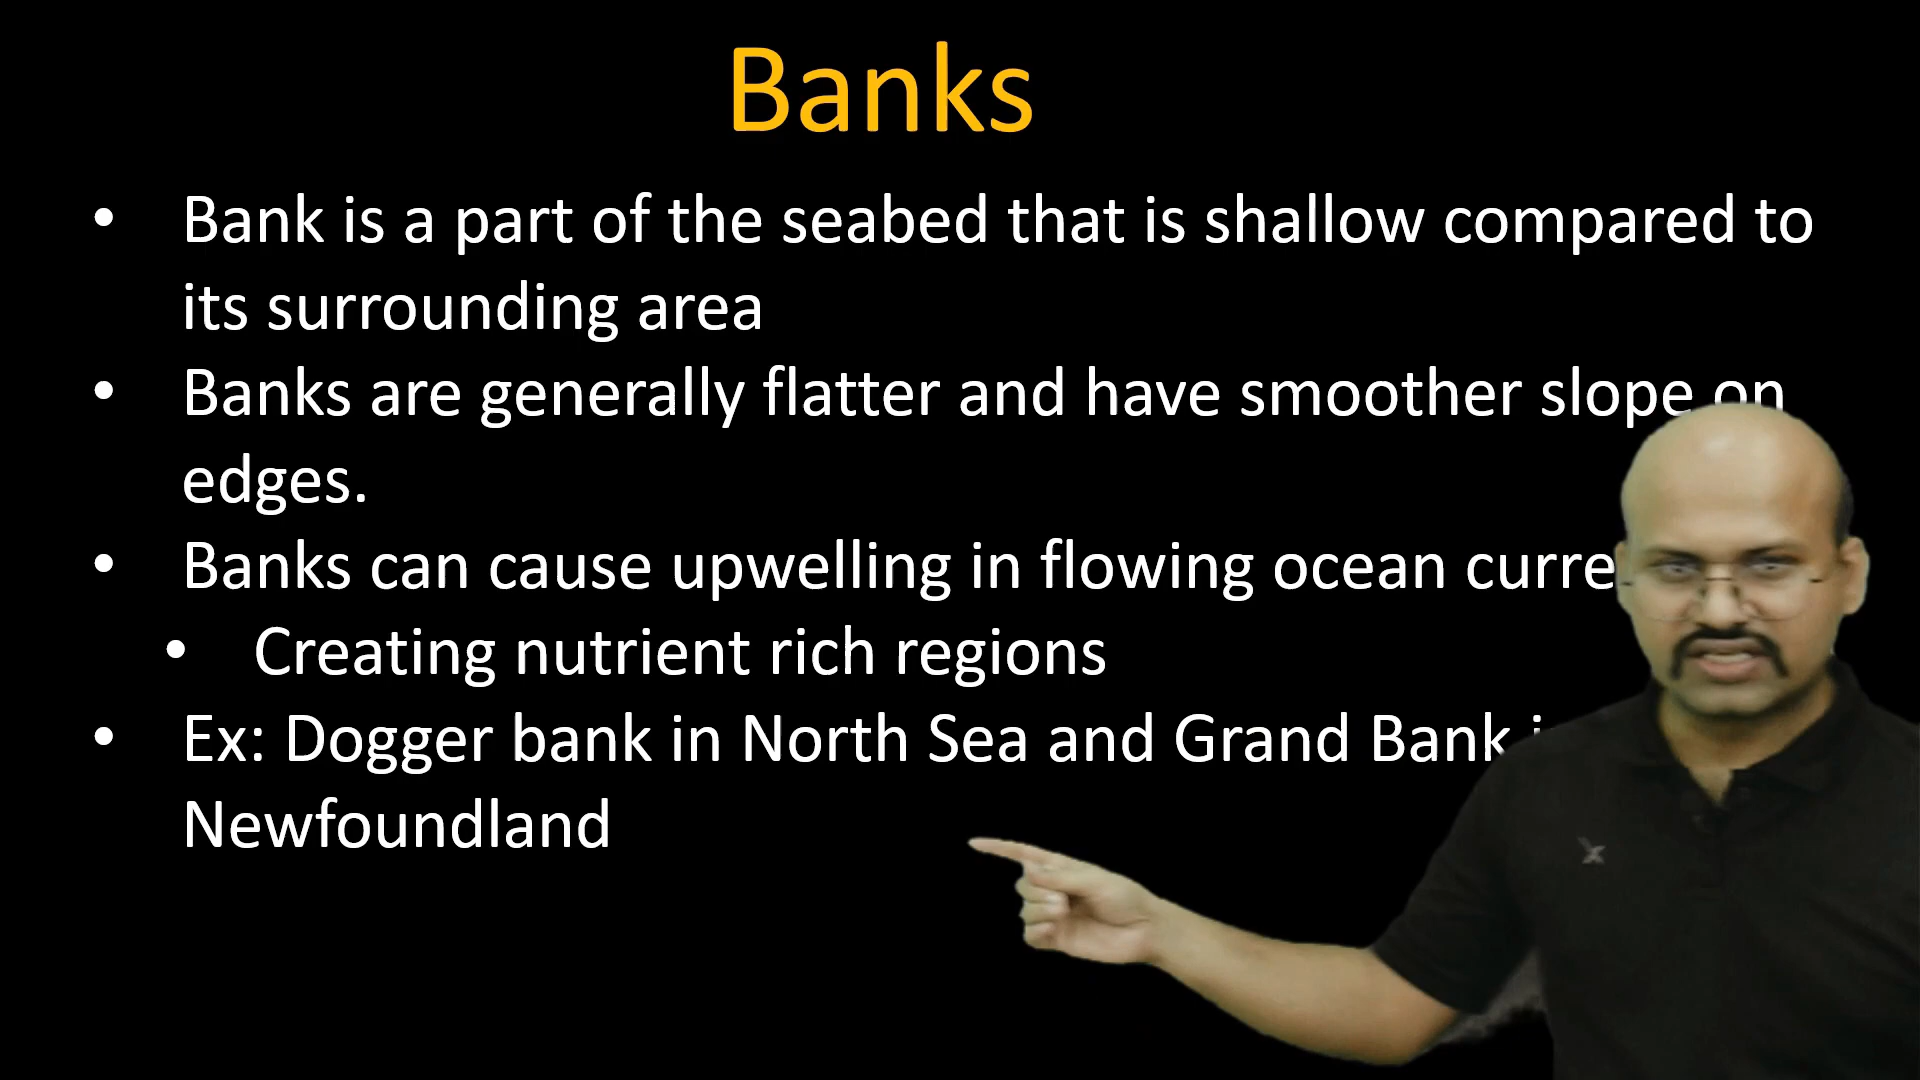 Banks
• Bank is a part of the seabed that is shallow compared to
its surrounding area
• Banks are generally flatter and have smoother slope on
edges.
• Banks can cause upwelling in flowing ocean
• Creating nutrient rich regions
• Ex: Dogger bank in North Sea and Grand Bank
Newfoundland